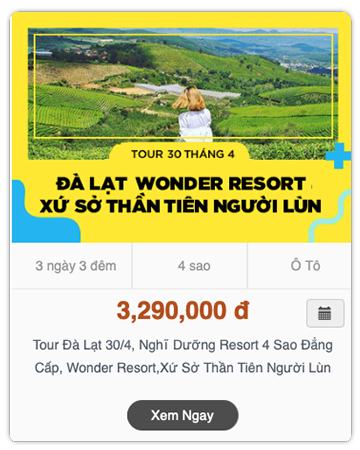 TOUR 30 THÁNG 4
ĐÀ LẠT WONDER RESORT
XỨ SỞ THẦN TIÊN NGƯỜI LÙN
3 ngày 3 đêm
4 sao
Ô Tô
3,290,000 đ
Tour Đà Lạt 30/4, Nghĩ Dưỡng Resort 4 Sao Đẳng
Cấp, Wonder Resort,Xứ Sở Thần Tiên Người Lùn
Xem Ngay